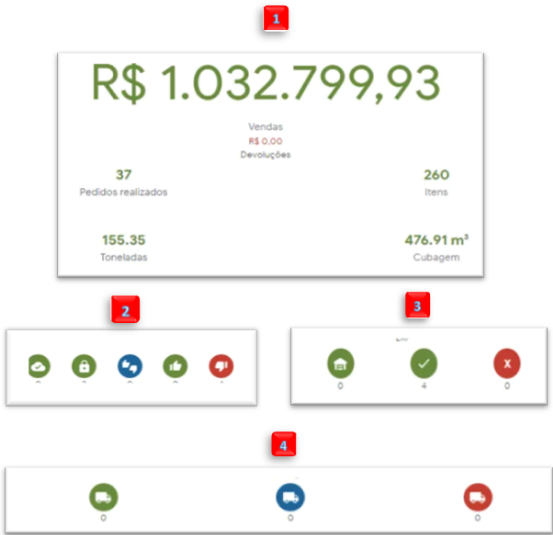 1
R$ 1.032.799,93
Vendas
R$ 0,00
Devoluções
37
Pedidos realizados
260
Itens
155.35
Toneladas
476.91 m³
Cubagem
2
3
X
0
4
0
4
0
0
0